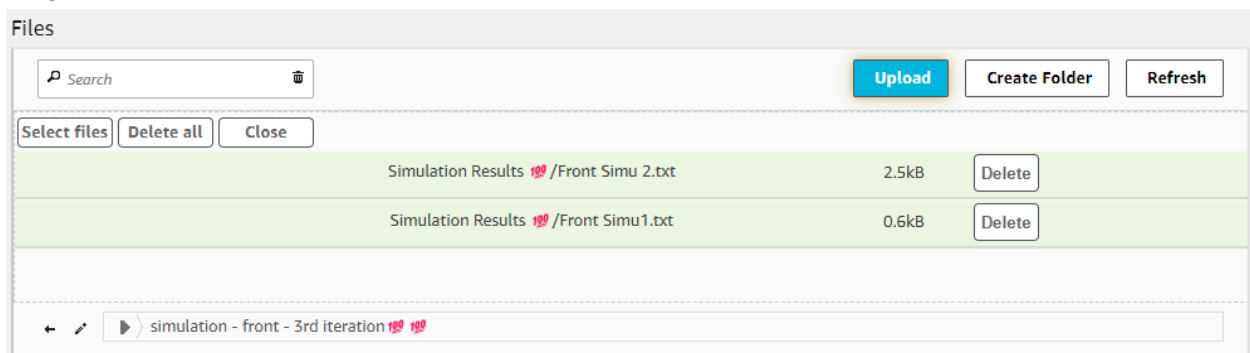 Files
Search
Upload Create Folder Refresh
Select files Delete all Close
Simulation Results 💯/Front Simu 2.txt 2.5kB Delete
Simulation Results 💯/Front Simu1.txt 0.6kB Delete
simulation - front - 3rd iteration💯 💯